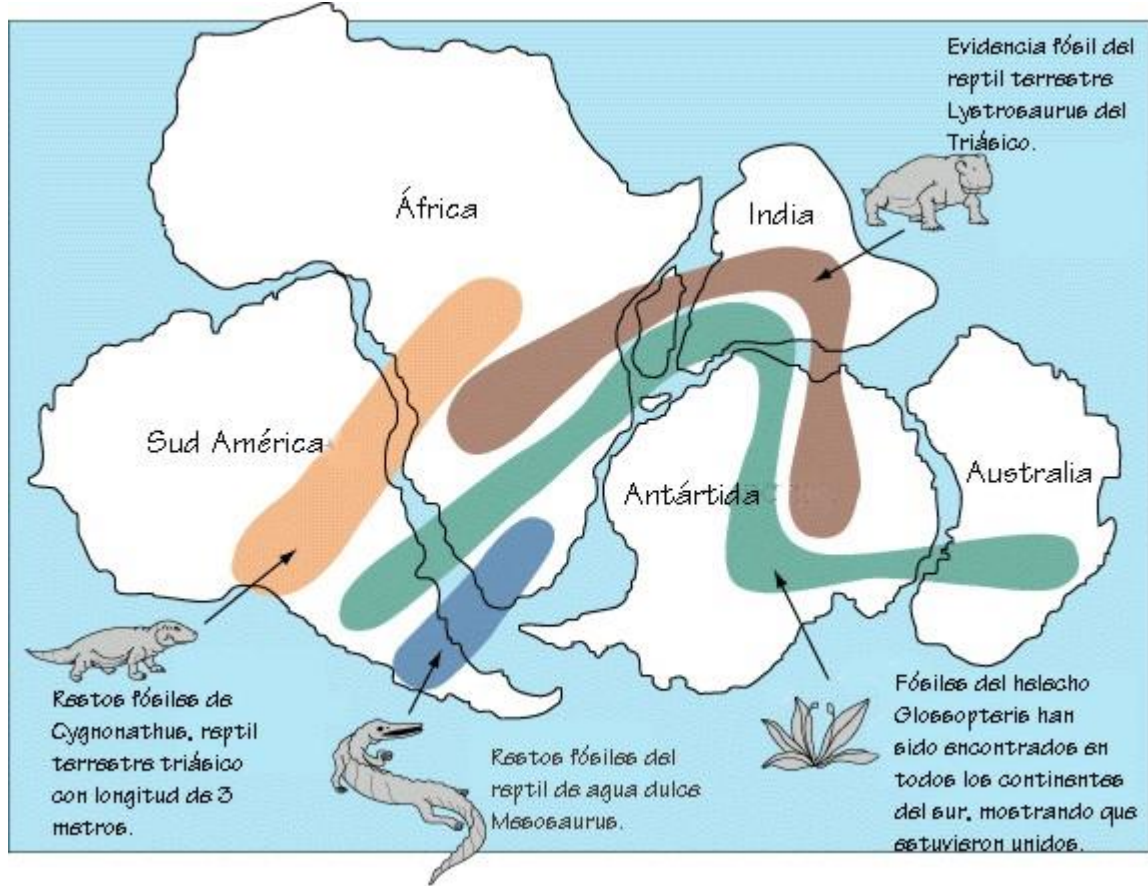 Evidencia fósil del
reptil terrestre
Lystrosaurus del
Triásico.
África
India
Sud América
Antártida
Australia
Restos fósiles de
Cygnonathus, reptil
terrestre triásico
con longitud de 3
metros.
Restos fósiles del
reptil de agua dulce
Mesosaurus.
Fósiles del helecho
Glossopteris han
sido encontrados en
todos los continentes
del sur, mostrando que
estuvieron unidos.